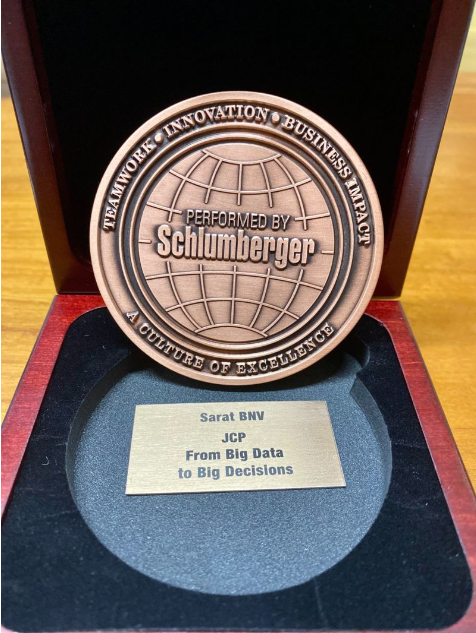 TEAMWORK • INNOVATION • BUSINESS IMPACT
PERFORMED BY
Schlumberger
A CULTURE OF EXCELLENCE
Sarat BNV
JCP
From Big Data
to Big Decisions